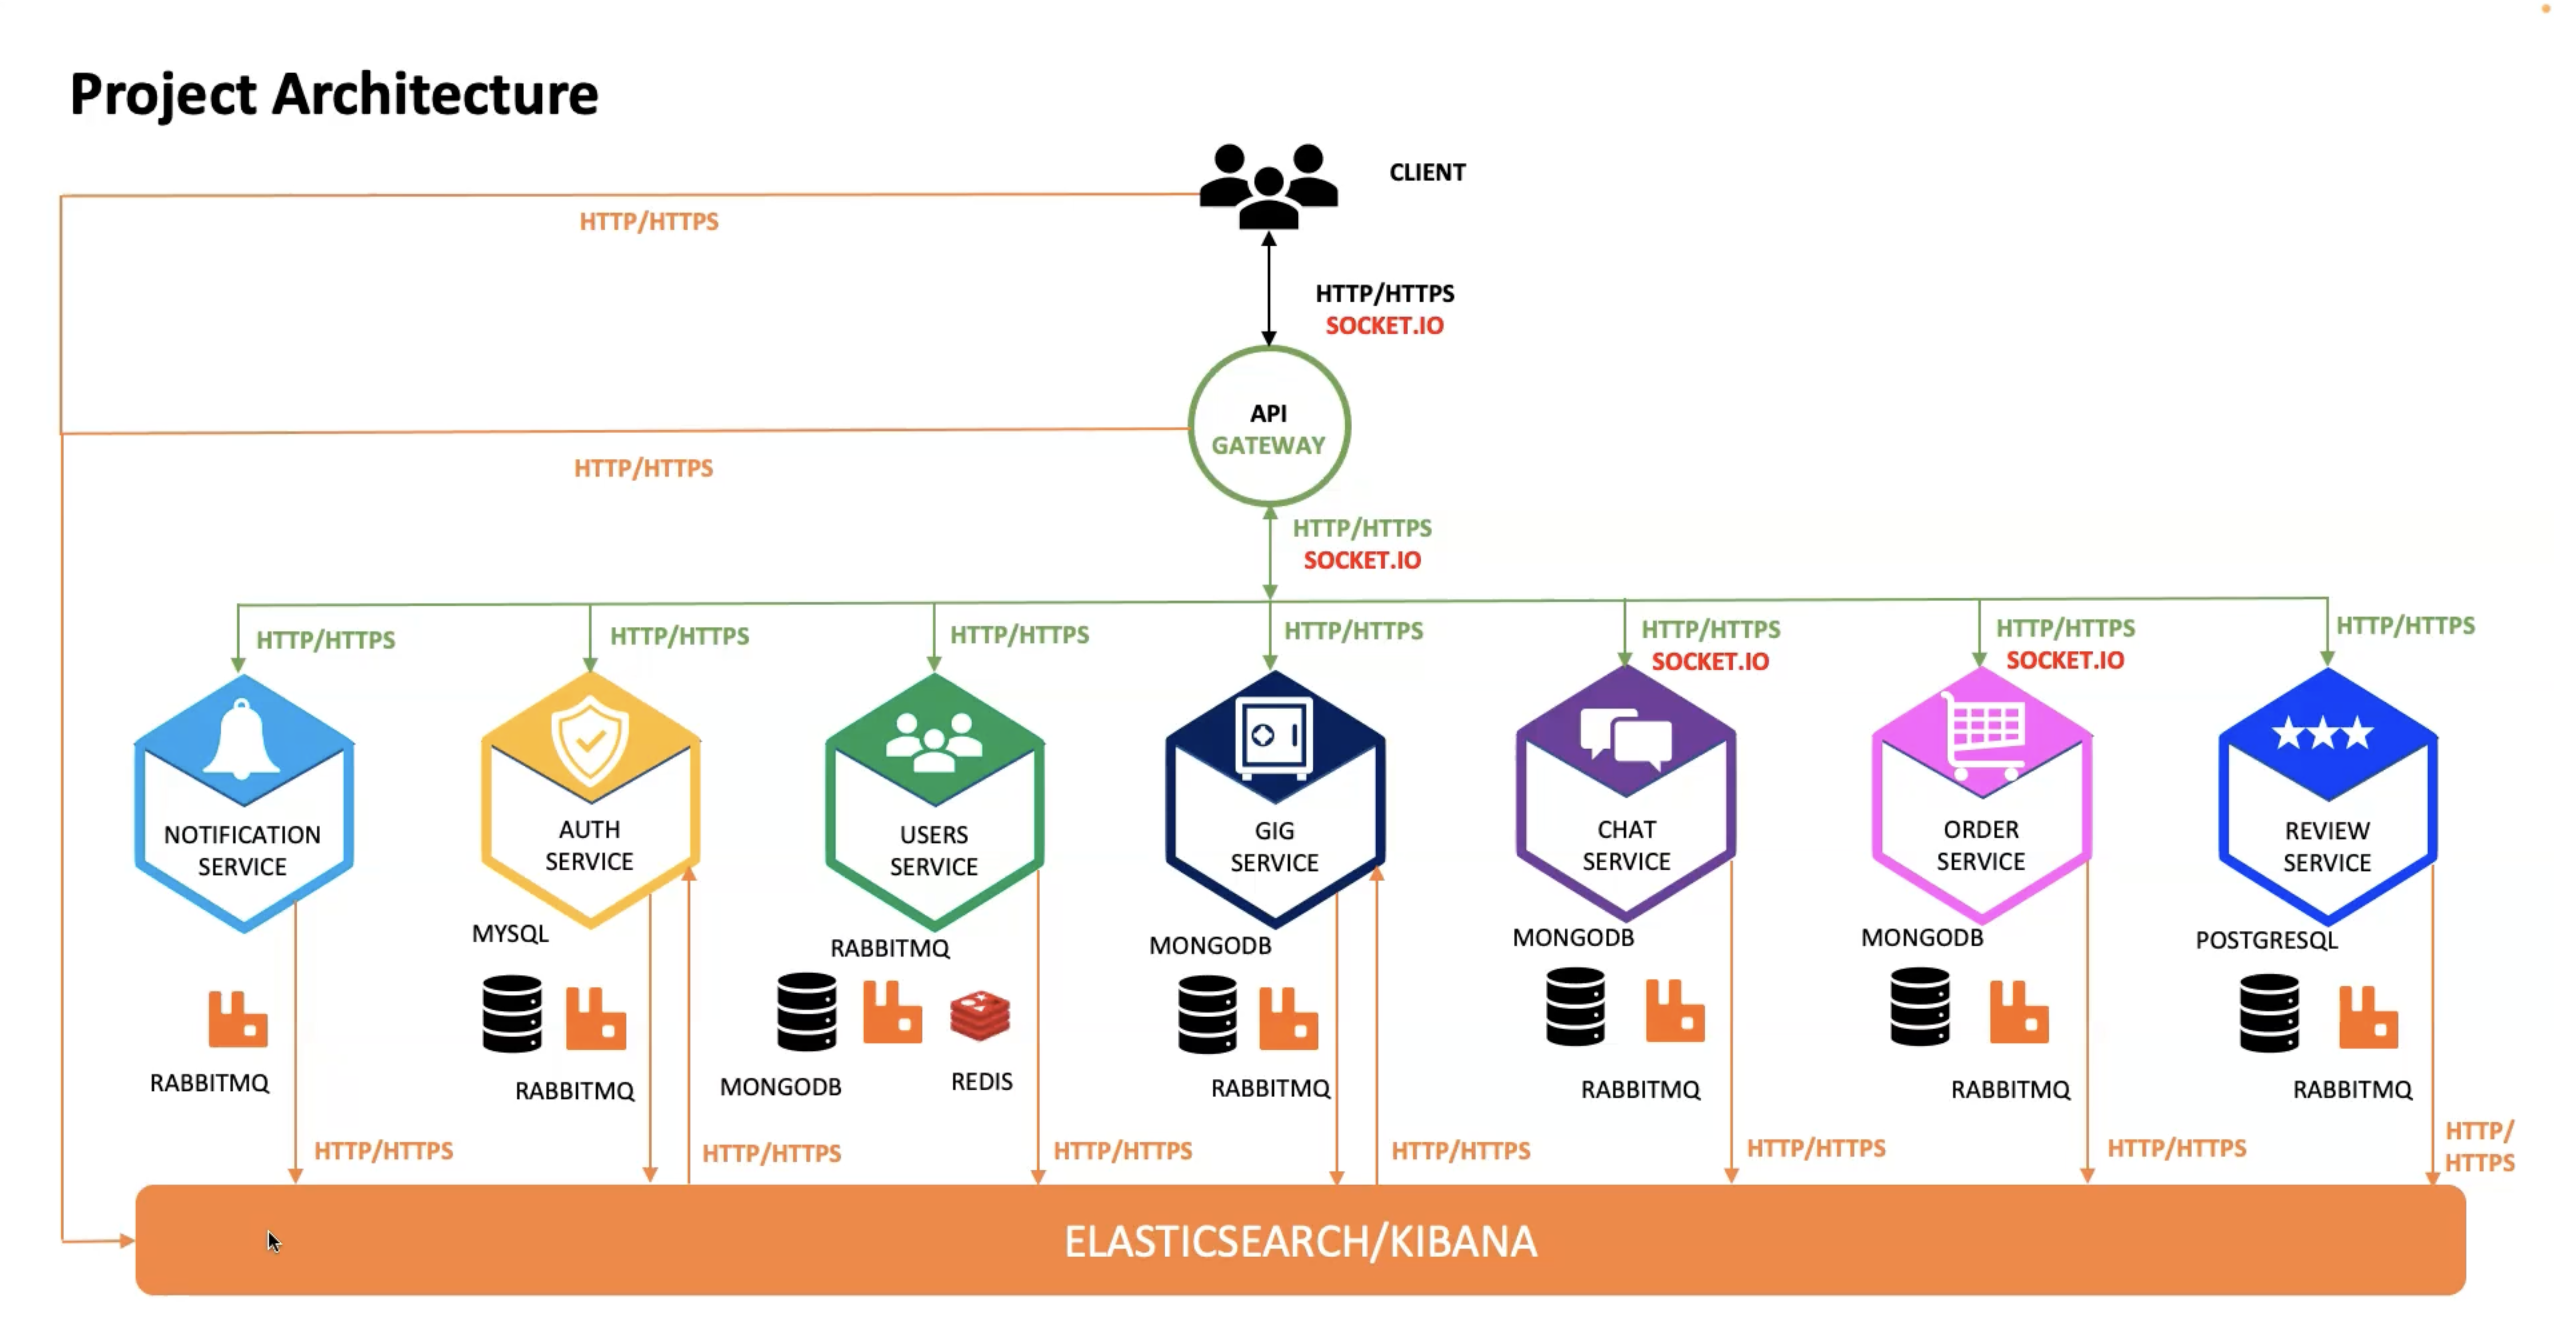 Project Architecture
CLIENT
HTTP/HTTPS
HTTP/HTTPS
SOCKET.IO
API
GATEWAY
HTTP/HTTPS
HTTP/HTTPS
SOCKET.IO
HTTP/HTTPS
HTTP/HTTPS
HTTP/HTTPS
HTTP/HTTPS
HTTP/HTTPS
SOCKET.IO
HTTP/HTTPS
SOCKET.IO
HTTP/HTTPS
NOTIFICATION
SERVICE
AUTH
SERVICE
USERS
SERVICE
GIG
SERVICE
CHAT
SERVICE
ORDER
SERVICE
REVIEW
SERVICE
MYSQL
RABBITMQ
MONGODB
MONGODB
MONGODB
POSTGRESQL
RABBITMQ
RABBITMQ
MONGODB
REDIS
RABBITMQ
RABBITMQ
RABBITMQ
RABBITMQ
HTTP/HTTPS
HTTP/HTTPS
HTTP/HTTPS
HTTP/HTTPS
HTTP/HTTPS
HTTP/HTTPS
HTTP/
HTTPS
ELASTICSEARCH/KIBANA